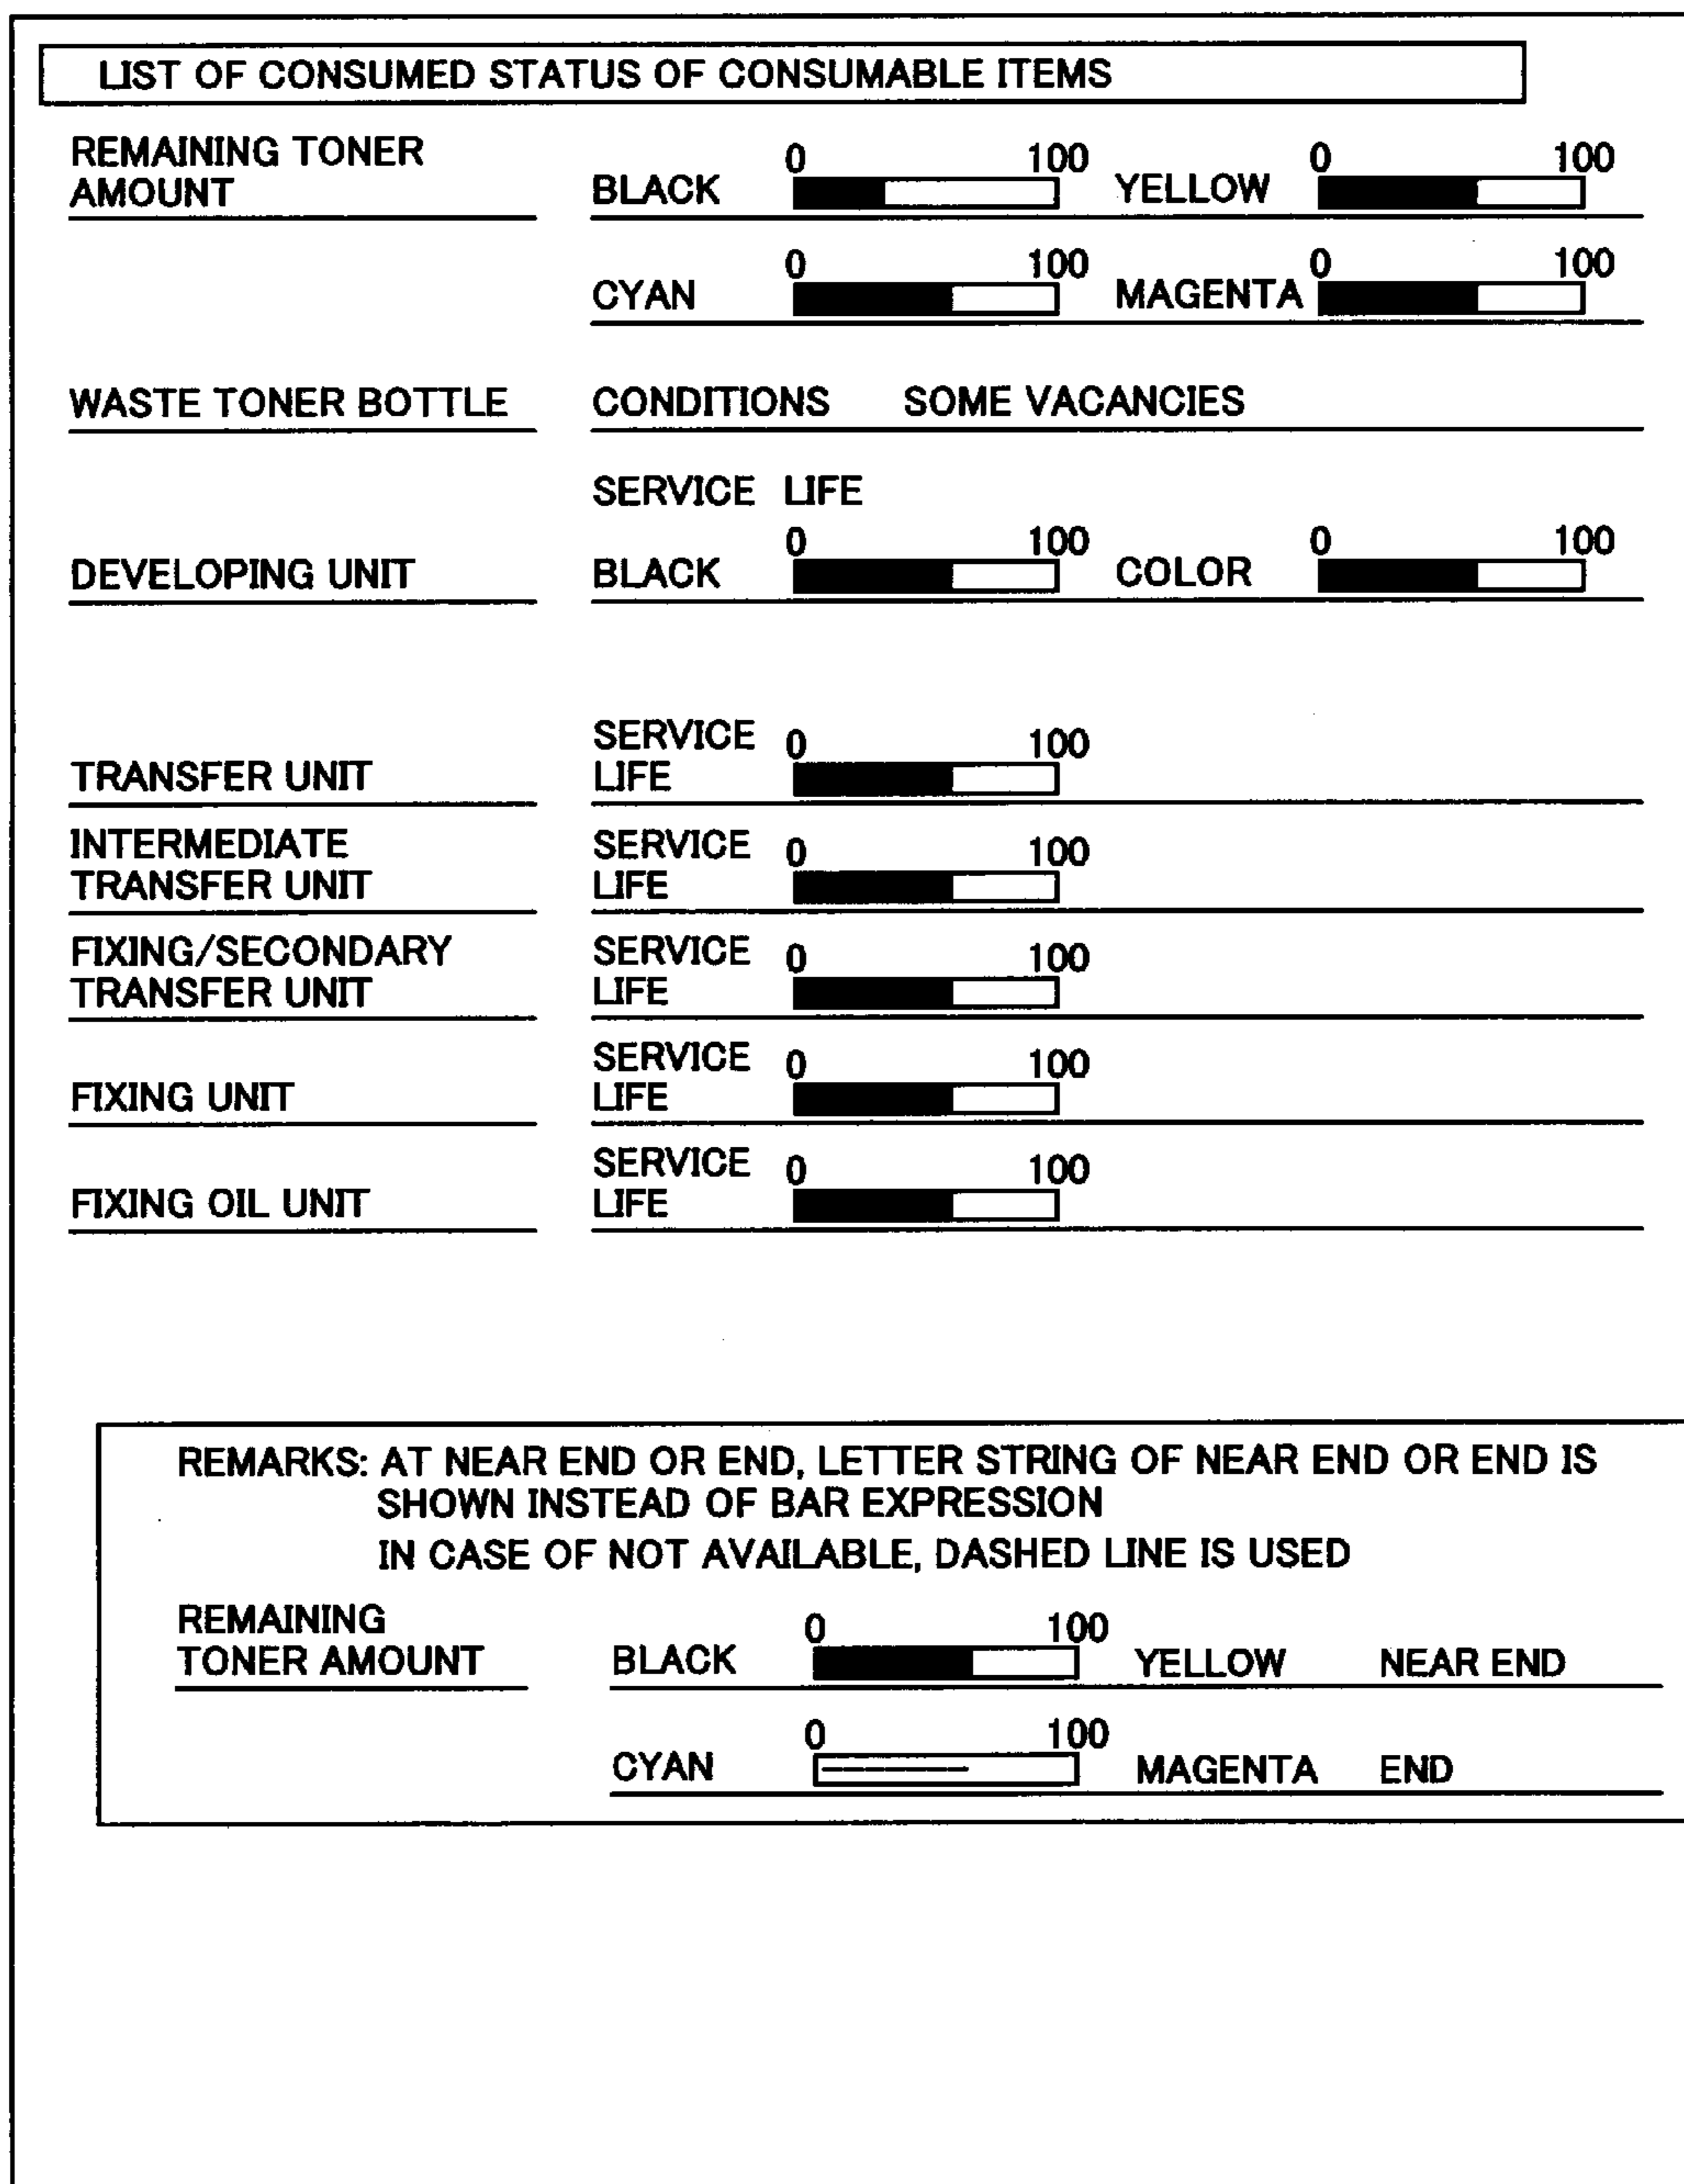 LIST OF CONSUMED STATUS OF CONSUMABLE ITEMS
REMAINING TONER
AMOUNT
BLACK 0 100 YELLOW 0 100
CYAN 0 100 MAGENTA 0 100
WASTE TONER BOTTLE CONDITIONS SOME VACANCIES
SERVICE LIFE
DEVELOPING UNIT BLACK 0 100 COLOR 0 100
TRANSFER UNIT
SERVICE
LIFE
0 100
INTERMEDIATE
TRANSFER UNIT
SERVICE
LIFE
0 100
FIXING/SECONDARY
TRANSFER UNIT
SERVICE
LIFE
0 100
FIXING UNIT
SERVICE
LIFE
0 100
FIXING OIL UNIT
SERVICE
LIFE
0 100
REMARKS: AT NEAR END OR END, LETTER STRING OF NEAR END OR END IS
SHOWN INSTEAD OF BAR EXPRESSION
IN CASE OF NOT AVAILABLE, DASHED LINE IS USED
REMAINING
TONER AMOUNT
BLACK 0 100 YELLOW NEAR END
CYAN 0 100 MAGENTA END